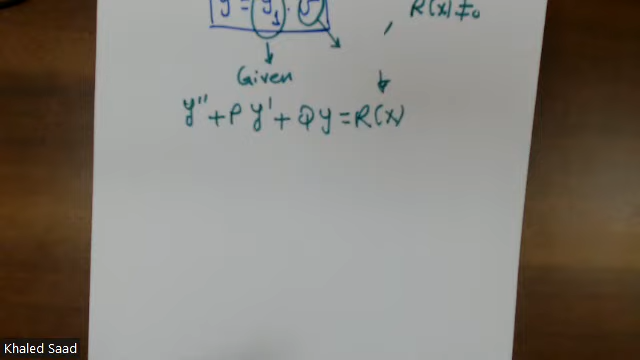 y = y₁ . v , R(x) ≠ 0
Given
y'' + P y' + Q y = R(x)
Khaled Saad